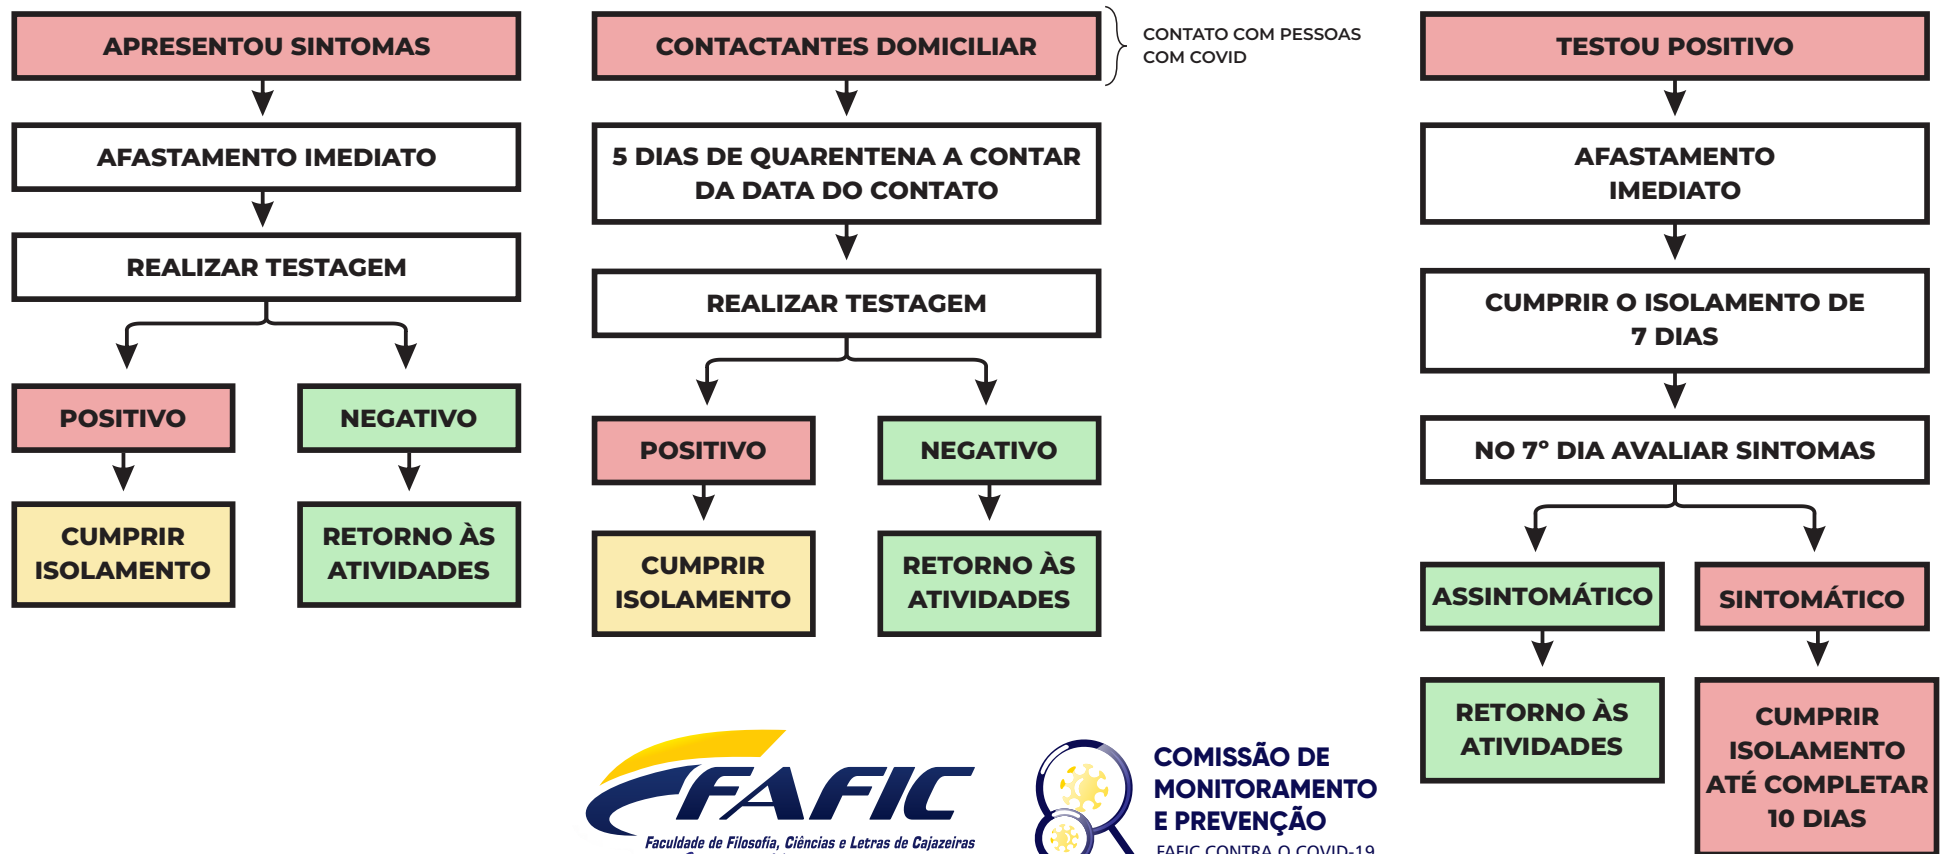 APRESENTOU SINTOMAS
AFASTAMENTO IMEDIATO
REALIZAR TESTAGEM
POSITIVO
NEGATIVO
CUMPRIR
ISOLAMENTO
RETORNO ÀS
ATIVIDADES
CONTACTANTES DOMICILIAR
CONTATO COM PESSOAS
COM COVID
5 DIAS DE QUARENTENA A CONTAR
DA DATA DO CONTATO
REALIZAR TESTAGEM
POSITIVO
NEGATIVO
CUMPRIR
ISOLAMENTO
RETORNO ÀS
ATIVIDADES
TESTOU POSITIVO
AFASTAMENTO
IMEDIATO
CUMPRIR O ISOLAMENTO DE
7 DIAS
NO 7º DIA AVALIAR SINTOMAS
ASSINTOMÁTICO
SINTOMÁTICO
RETORNO ÀS
ATIVIDADES
CUMPRIR
ISOLAMENTO
ATÉ COMPLETAR
10 DIAS
FAFIC
Faculdade de Filosofia, Ciências e Letras de Cajazeiras
COMISSÃO DE
MONITORAMENTO
E PREVENÇÃO
FAFIC CONTRA O COVID-19